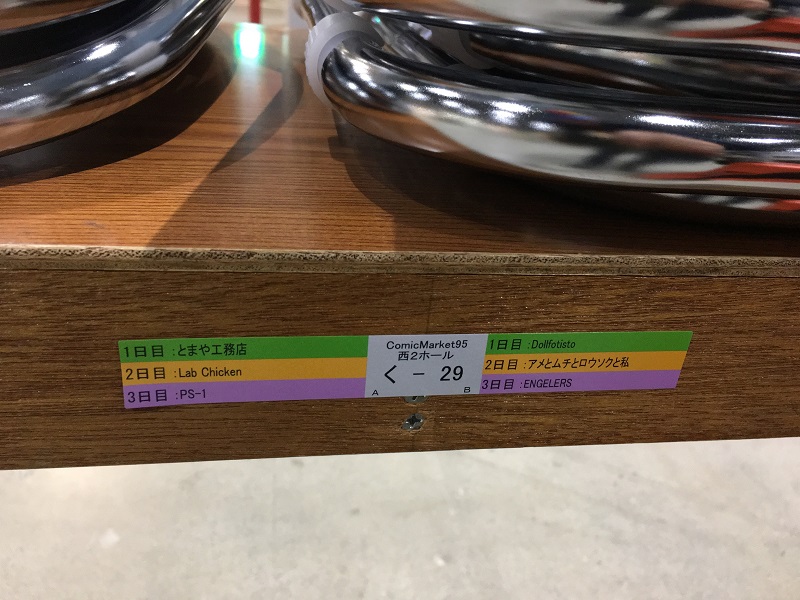 1日目 :とまや工務店
2日目 :Lab Chicken
3日目 :PS-1
ComicMarket95
西2ホール
く - 29
A B
1日目 :Dollfotisto
2日目 :アメとムチとロウソクと私
3日目 :ENGELERS